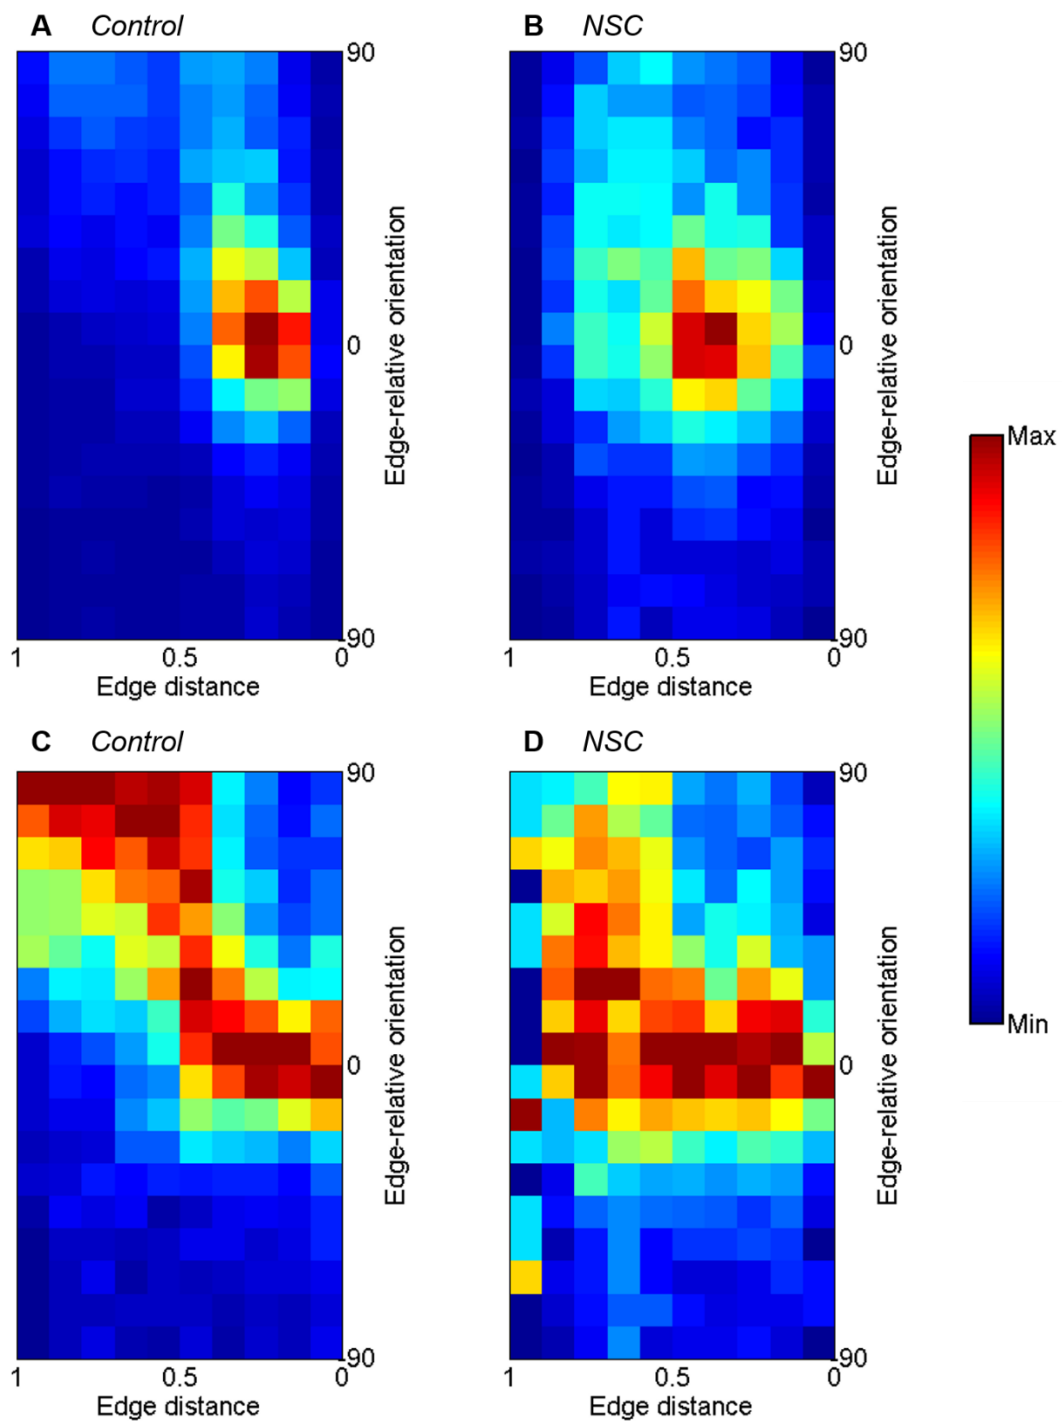 A Control
B NSC
90
90
Edge-relative orientation
Edge-relative orientation
0
0
-90
-90
1 0.5 0
1 0.5 0
Edge distance
Edge distance
Max
Min
C Control
D NSC
90
90
Edge-relative orientation
Edge-relative orientation
0
0
-90
-90
1 0.5 0
1 0.5 0
Edge distance
Edge distance